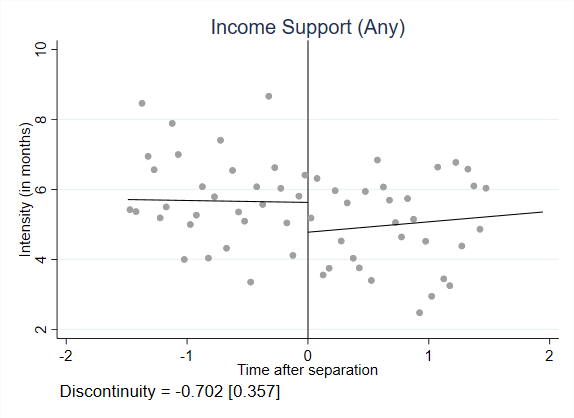 Income Support (Any)
Intensity (in months)
10
8
6
4
2
-2 -1 0 1 2
Time after separation
Discontinuity = -0.702 [0.357]